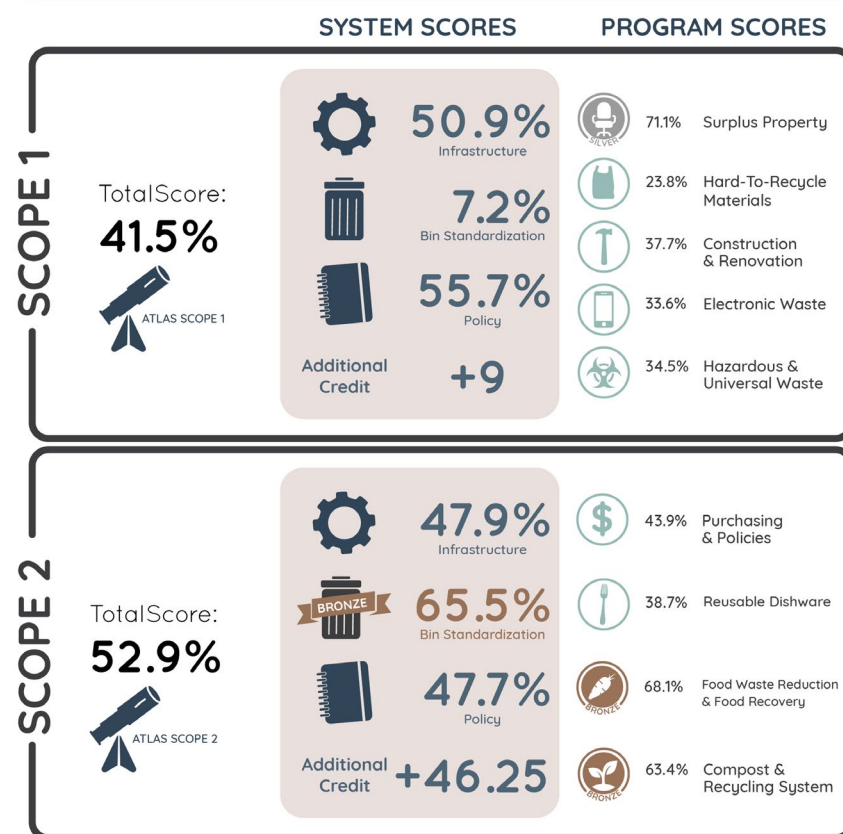 SYSTEM SCORES
PROGRAM SCORES
SCOPE 1
TotalScore:
41.5%
ATLAS SCOPE 1
50.9%
Infrastructure
7.2%
Bin Standardization
55.7%
Policy
Additional
Credit
+9
SILVER
71.1% Surplus Property
23.8% Hard-To-Recycle
Materials
37.7% Construction
& Renovation
33.6% Electronic Waste
34.5% Hazardous &
Universal Waste
SCOPE 2
TotalScore:
52.9%
ATLAS SCOPE 2
47.9%
Infrastructure
BRONZE
65.5%
Bin Standardization
47.7%
Policy
Additional
Credit
+46.25
$
43.9% Purchasing
& Policies
38.7% Reusable Dishware
BRONZE
68.1% Food Waste Reduction
& Food Recovery
BRONZE
63.4% Compost &
Recycling System